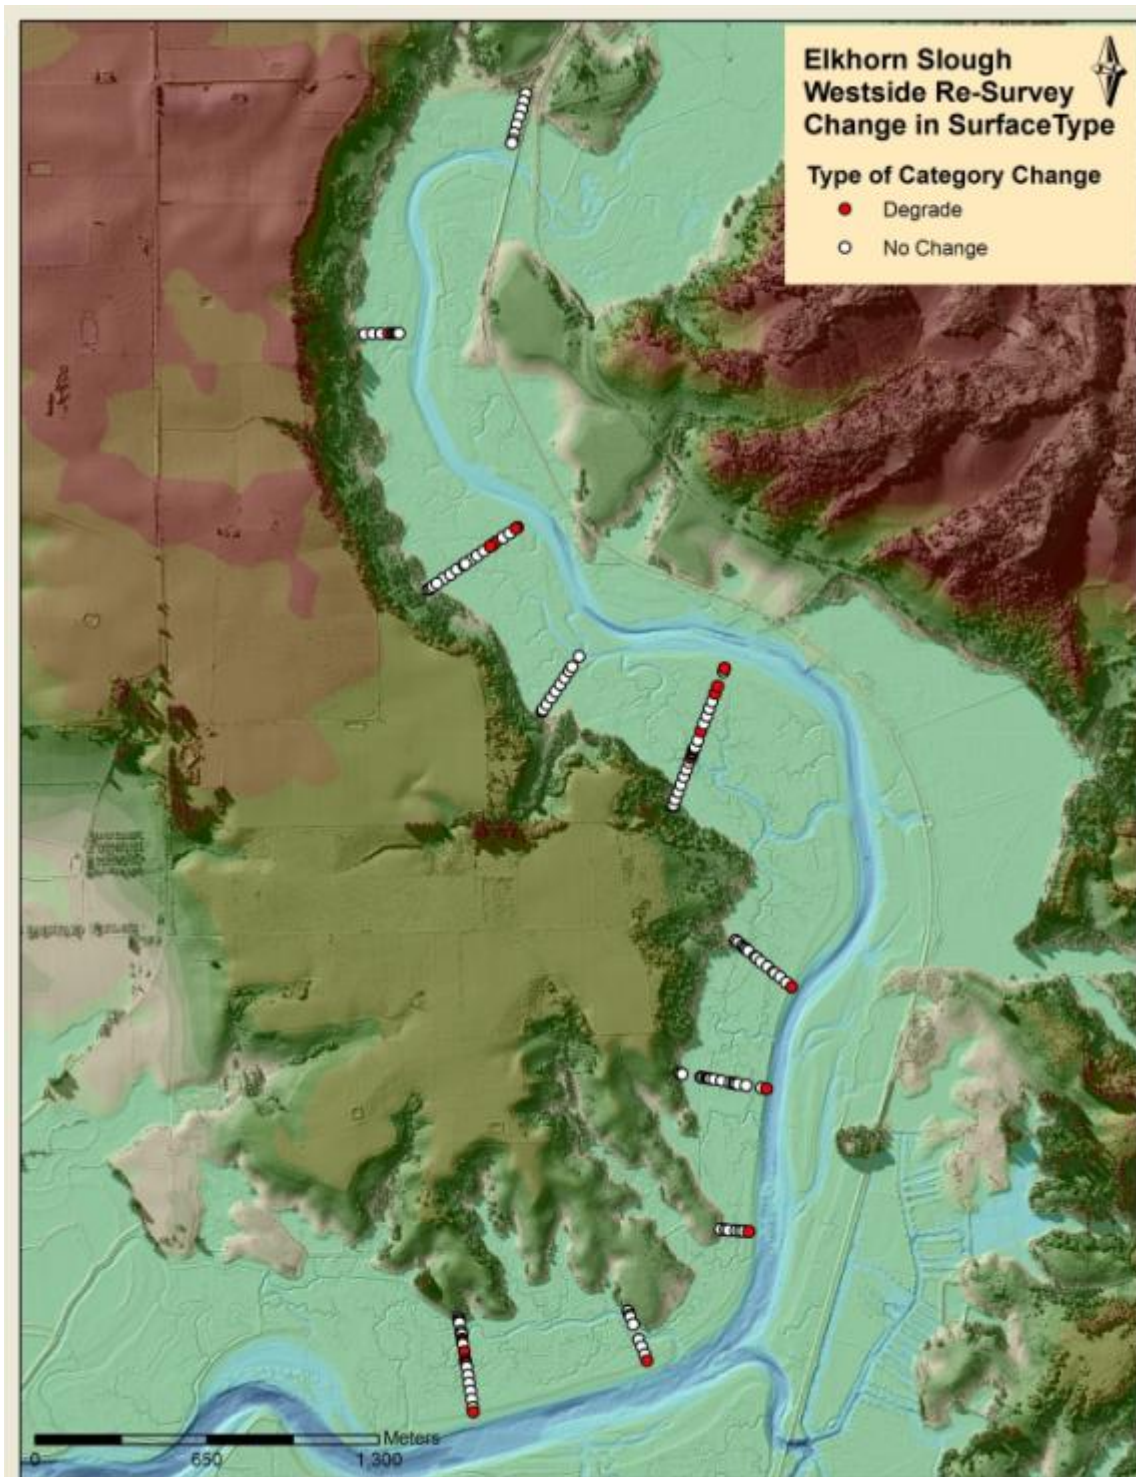 Elkhorn Slough
Westside Re-Survey
Change in SurfaceType
Type of Category Change
Degrade
No Change
Meters
0 650 1,300